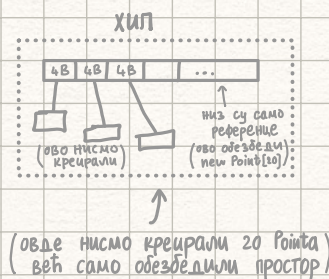 ХИП
4B 4B 4B ...
(ово нисмо
креирали)
низ су само
референце
(ово обезбеди
new Point[20])
(овде нисмо креирали 20 Pointa
већ само обезбедили простор)